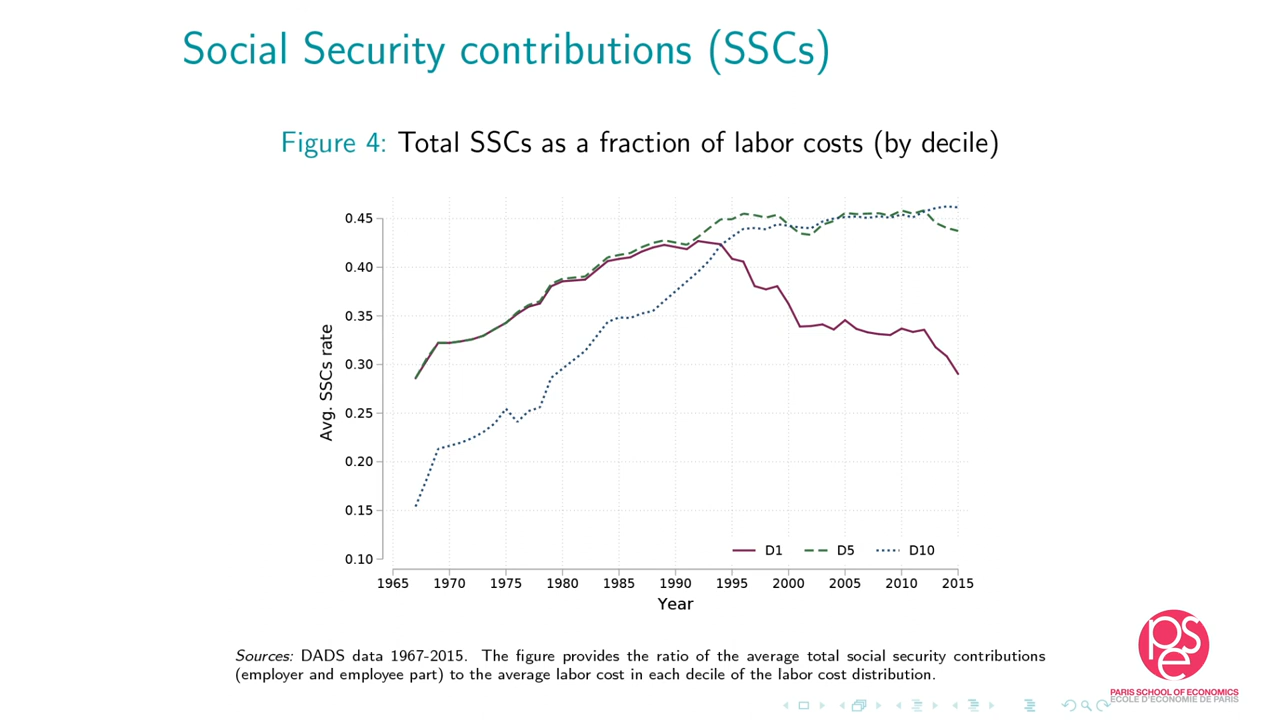 Social Security contributions (SSCs)
Figure 4: Total SSCs as a fraction of labor costs (by decile)
0.45
0.40
0.35
0.30
0.25
0.20
0.15
0.10
Avg. SSCs rate
D1 D5 D10
1965 1970 1975 1980 1985 1990 1995 2000 2005 2010 2015
Year
Sources: DADS data 1967-2015. The figure provides the ratio of the average total social security contributions
(employer and employee part) to the average labor cost in each decile of the labor cost distribution.
pse
PARIS SCHOOL OF ECONOMICS
ECOLE D'ECONOMIE DE PARIS